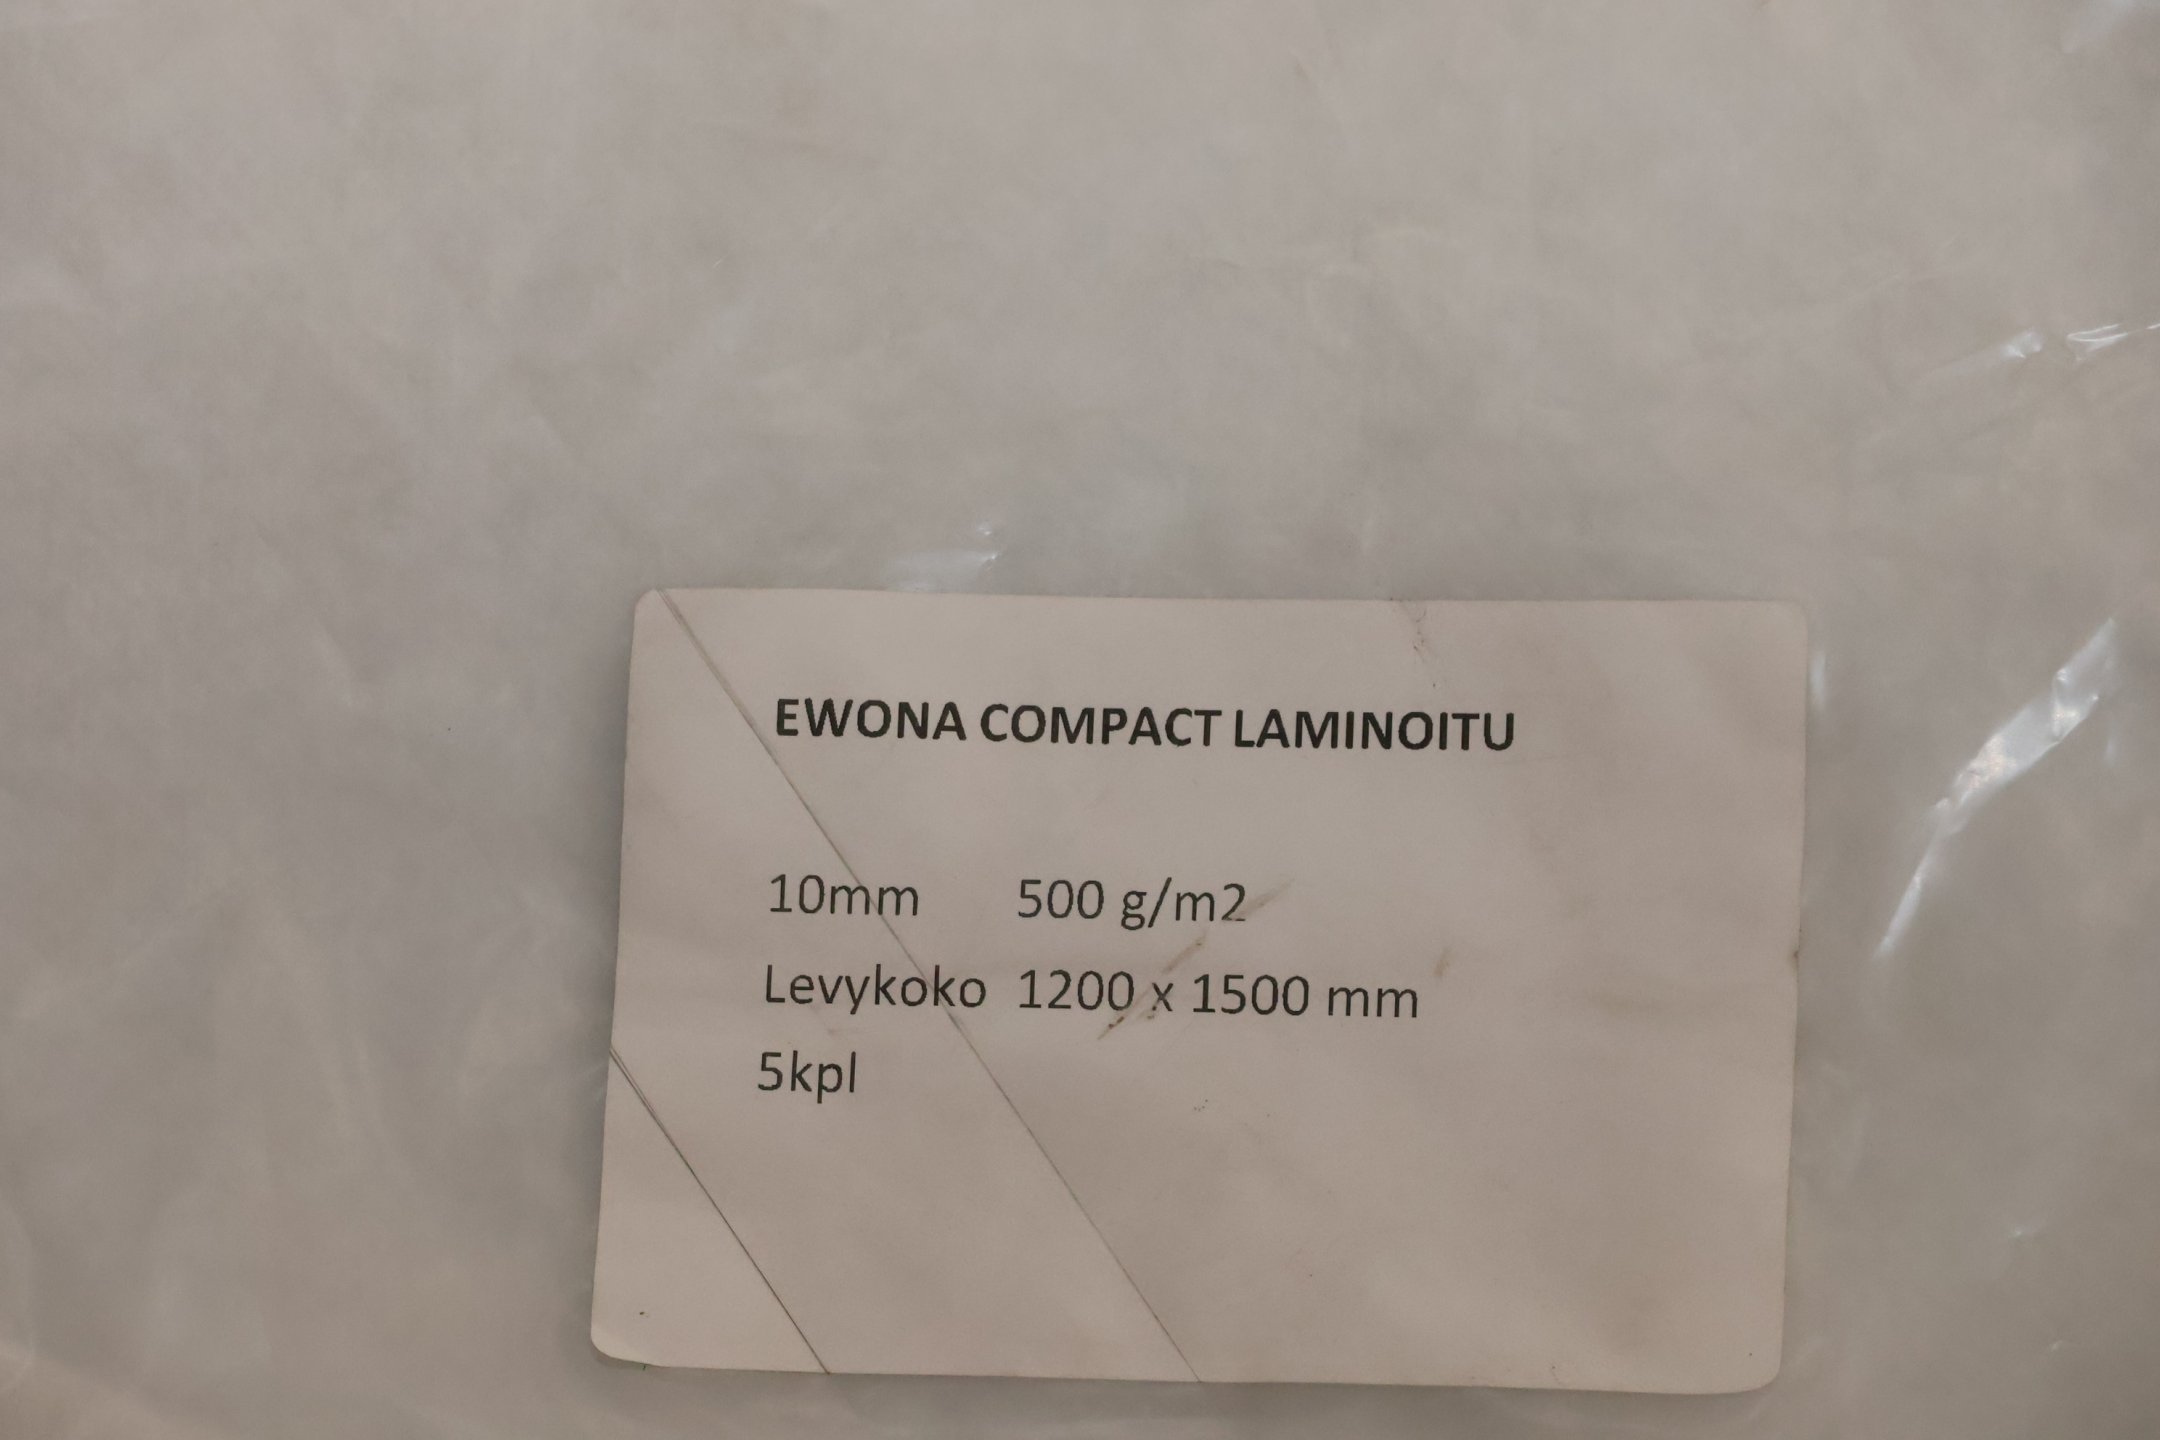 EWONA COMPACT LAMINOITU
10mm 500 g/m2
Levykoko 1200 x 1500 mm
5kpl